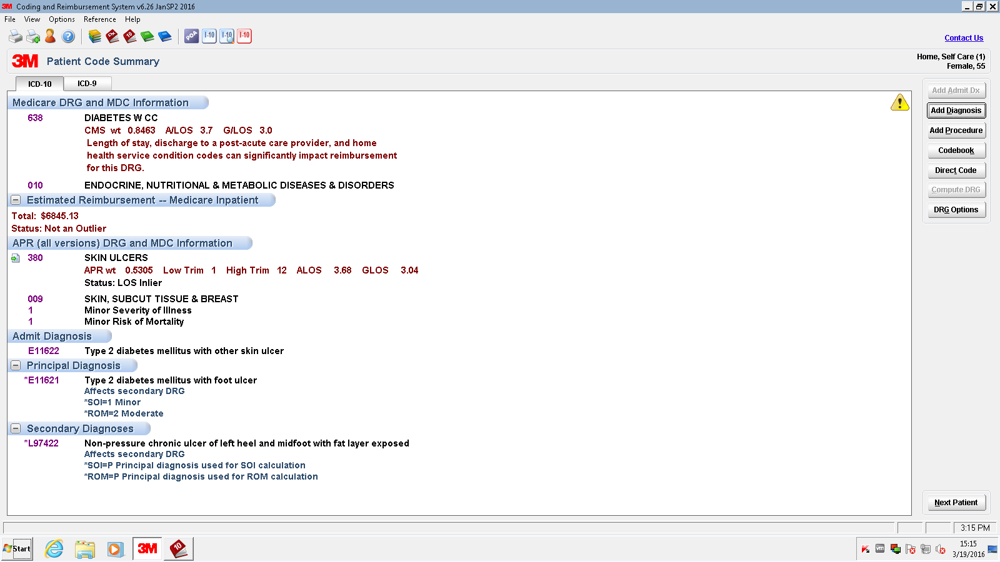 3M Coding and Reimbursement System v6.26 JanSP2 2016
File View Options Reference Help
DX 10 POA I-10 I-10 I-10
Contact Us
3M Patient Code Summary
Home, Self Care (1)
Female, 55
ICD-10 ICD-9
Medicare DRG and MDC Information
638 DIABETES W CC
CMS wt 0.8463 A/LOS 3.7 G/LOS 3.0
Length of stay, discharge to a post-acute care provider, and home
health service condition codes can significantly impact reimbursement
for this DRG.
010 ENDOCRINE, NUTRITIONAL & METABOLIC DISEASES & DISORDERS
Estimated Reimbursement -- Medicare Inpatient
Total: $6845.13
Status: Not an Outlier
APR (all versions) DRG and MDC Information
380 SKIN ULCERS
APR wt 0.5305 Low Trim 1 High Trim 12 ALOS 3.68 GLOS 3.04
Status: LOS Inlier
009 SKIN, SUBCUT TISSUE & BREAST
1 Minor Severity of Illness
1 Minor Risk of Mortality
Admit Diagnosis
E11622 Type 2 diabetes mellitus with other skin ulcer
Principal Diagnosis
*E11621 Type 2 diabetes mellitus with foot ulcer
Affects secondary DRG
*SOI=1 Minor
*ROM=2 Moderate
Secondary Diagnoses
*L97422 Non-pressure chronic ulcer of left heel and midfoot with fat layer exposed
Affects secondary DRG
*SOI=P Principal diagnosis used for SOI calculation
*ROM=P Principal diagnosis used for ROM calculation
Add Admit Dx
Add Diagnosis
Add Procedure
Codebook
Direct Code
Compute DRG
DRG Options
Next Patient
3:15 PM
Start 3M 10 vm
15:15
3/19/2016